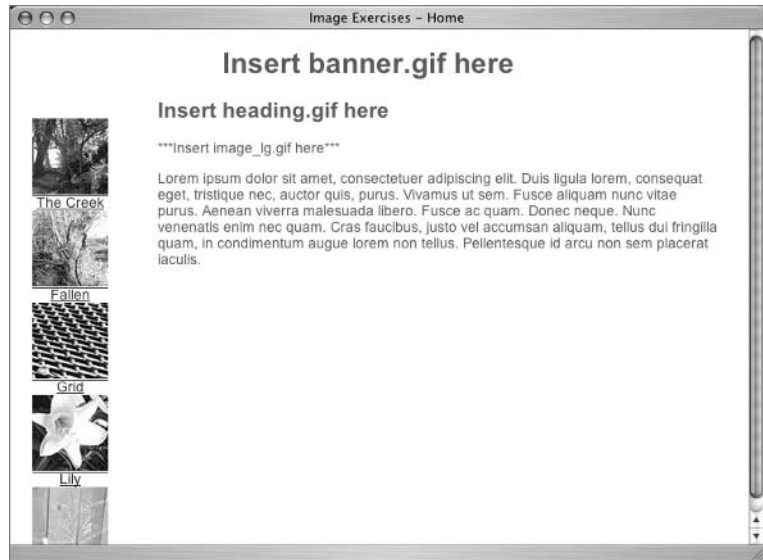 Image Exercises – Home
Insert banner.gif here
Insert heading.gif here
***Insert image_lg.gif here***
Lorem ipsum dolor sit amet, consectetuer adipiscing elit. Duis ligula lorem, consequat
eget, tristique nec, auctor quis, purus. Vivamus ut sem. Fusce aliquam nunc vitae
purus. Aenean viverra malesuada libero. Fusce ac quam. Donec neque. Nunc
venenatis enim nec quam. Cras faucibus, justo vel accumsan aliquam, tellus dui fringilla
quam, in condimentum augue lorem non tellus. Pellentesque id arcu non sem placerat
iaculis.
The Creek
Fallen
Grid
Lily